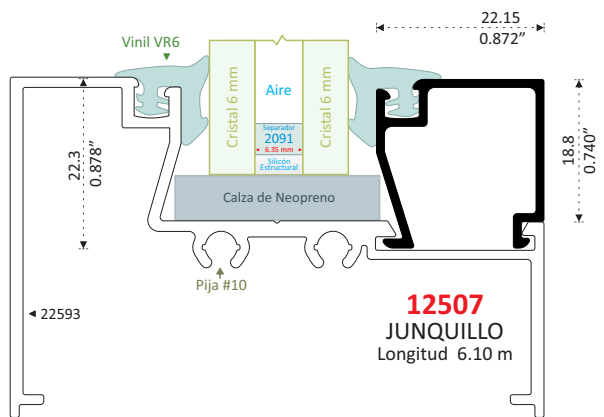 22.15
0.872”
Vinil VR6
Cristal 6 mm
Aire
Cristal 6 mm
Separador
2091
6.35 mm
Silicón
Estructural
22.3
0.878”
18.8
0.740”
Calza de Neopreno
Pija #10
22593
12507
JUNQUILLO
Longitud 6.10 m